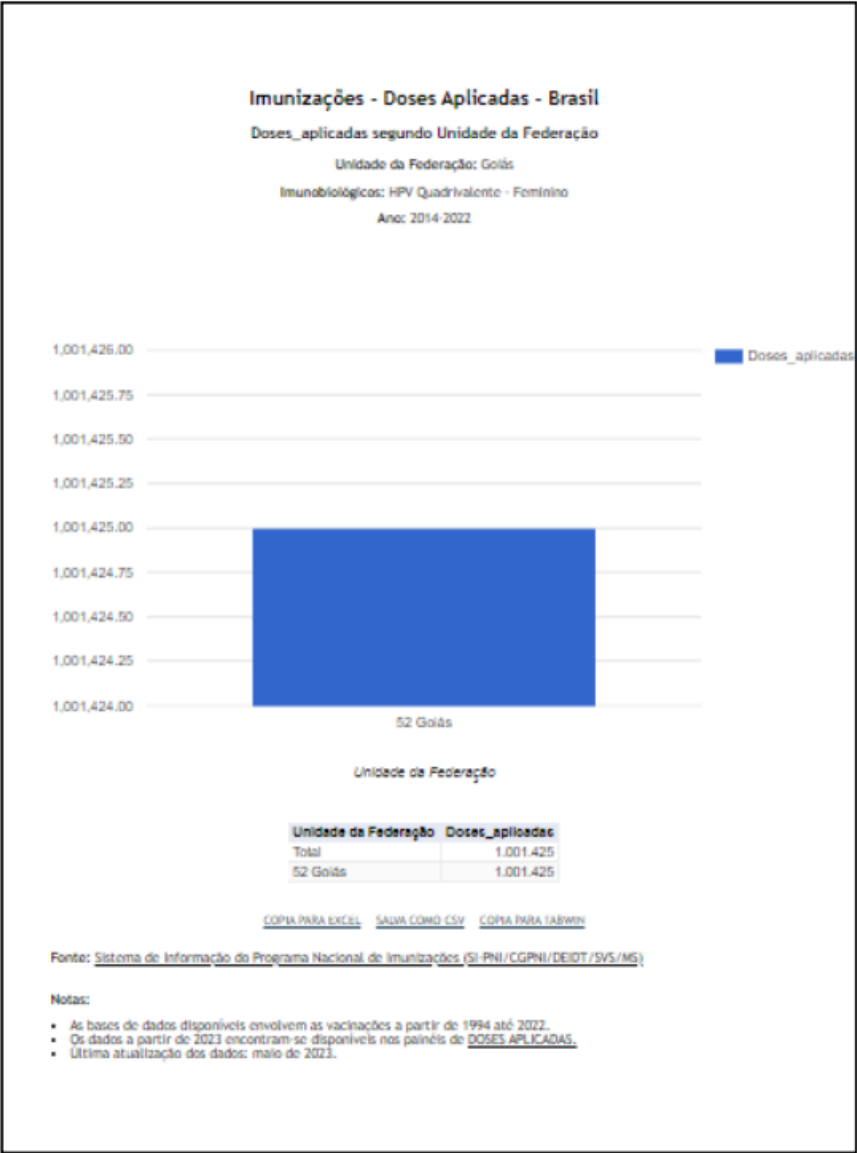 Imunizações - Doses Aplicadas - Brasil
Doses_aplicadas segundo Unidade da Federação
Unidade da Federação: Goiás
Imunobiológicos: HPV Quadrivalente - Feminino
Ano: 2014-2022
1,001,426.00
Doses_aplicadas
1,001,425.75
1,001,425.50
1,001,425.25
1,001,425.00
1,001,424.75
1,001,424.50
1,001,424.25
1,001,424.00
52 Goiás
Unidade da Federação
Unidade da Federação Doses_aplicadas
Total 1.001.425
52 Goiás 1.001.425
COPIA PARA EXCEL SALVA COMO CSV COPIA PARA TABWIN
Fonte: Sistema de Informação do Programa Nacional de Imunizações (SI-PNI/CGPNI/DEIDT/SVS/MS)
Notas:
• As bases de dados disponíveis envolvem as vacinações a partir de 1994 até 2022.
• Os dados a partir de 2023 encontram-se disponíveis nos painéis de DOSES APLICADAS.
• Última atualização dos dados: maio de 2023.